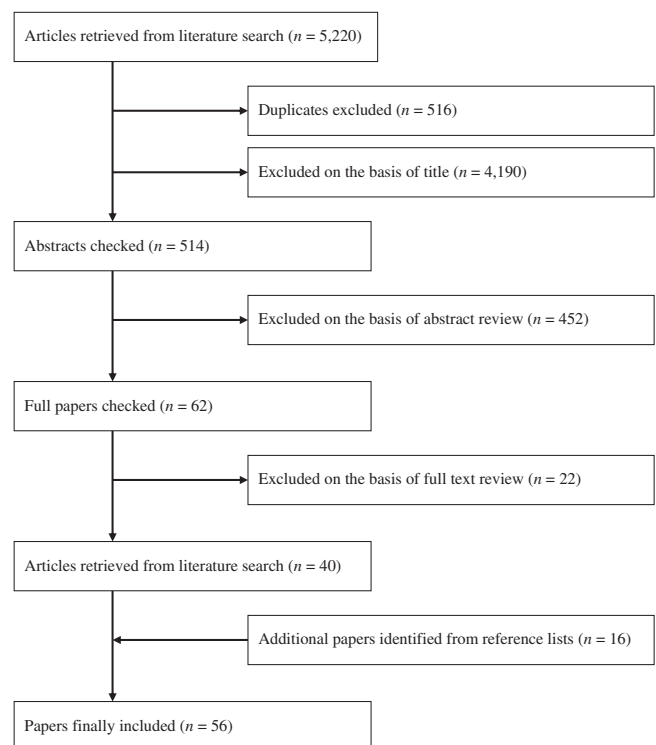 Articles retrieved from literature search (n = 5,220)
Duplicates excluded (n = 516)
Excluded on the basis of title (n = 4,190)
Abstracts checked (n = 514)
Excluded on the basis of abstract review (n = 452)
Full papers checked (n = 62)
Excluded on the basis of full text review (n = 22)
Articles retrieved from literature search (n = 40)
Additional papers identified from reference lists (n = 16)
Papers finally included (n = 56)